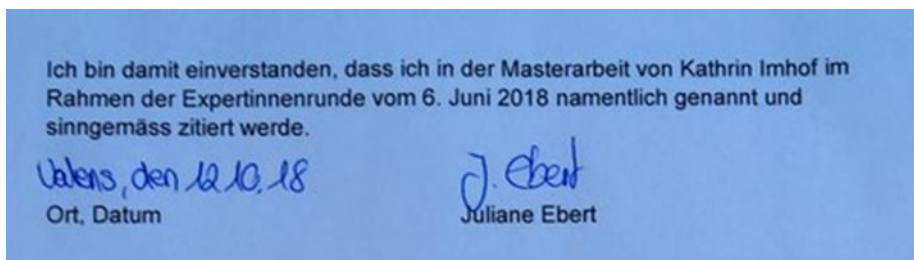 Ich bin damit einverstanden, dass ich in der Masterarbeit von Kathrin Imhof im
Rahmen der Expertinnenrunde vom 6. Juni 2018 namentlich genannt und
sinngemäss zitiert werde.
Valens, den 12.10.18 J. Ebert
Ort, Datum Juliane Ebert